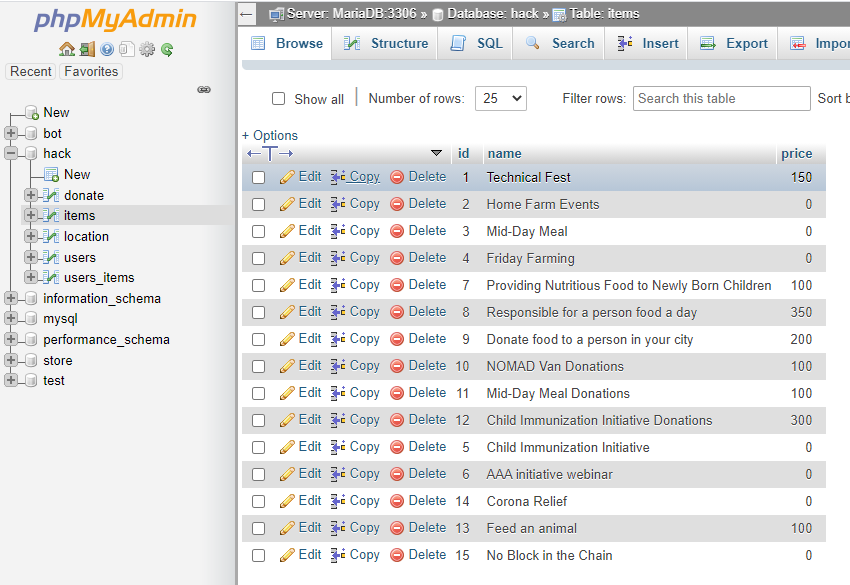 phpMyAdmin
Recent Favorites
New
bot
hack
New
donate
items
location
users
users_items
information_schema
mysql
performance_schema
store
test
Server: MariaDB:3306 » Database: hack » Table: items
Browse Structure SQL Search Insert Export Impor
Show all Number of rows: 25 Filter rows: Search this table Sort b
+ Options
←T→ id name price
Edit Copy Delete 1 Technical Fest 150
Edit Copy Delete 2 Home Farm Events 0
Edit Copy Delete 3 Mid-Day Meal 0
Edit Copy Delete 4 Friday Farming 0
Edit Copy Delete 7 Providing Nutritious Food to Newly Born Children 100
Edit Copy Delete 8 Responsible for a person food a day 350
Edit Copy Delete 9 Donate food to a person in your city 200
Edit Copy Delete 10 NOMAD Van Donations 100
Edit Copy Delete 11 Mid-Day Meal Donations 100
Edit Copy Delete 12 Child Immunization Initiative Donations 300
Edit Copy Delete 5 Child Immunization Initiative 0
Edit Copy Delete 6 AAA initiative webinar 0
Edit Copy Delete 14 Corona Relief 0
Edit Copy Delete 13 Feed an animal 100
Edit Copy Delete 15 No Block in the Chain 0